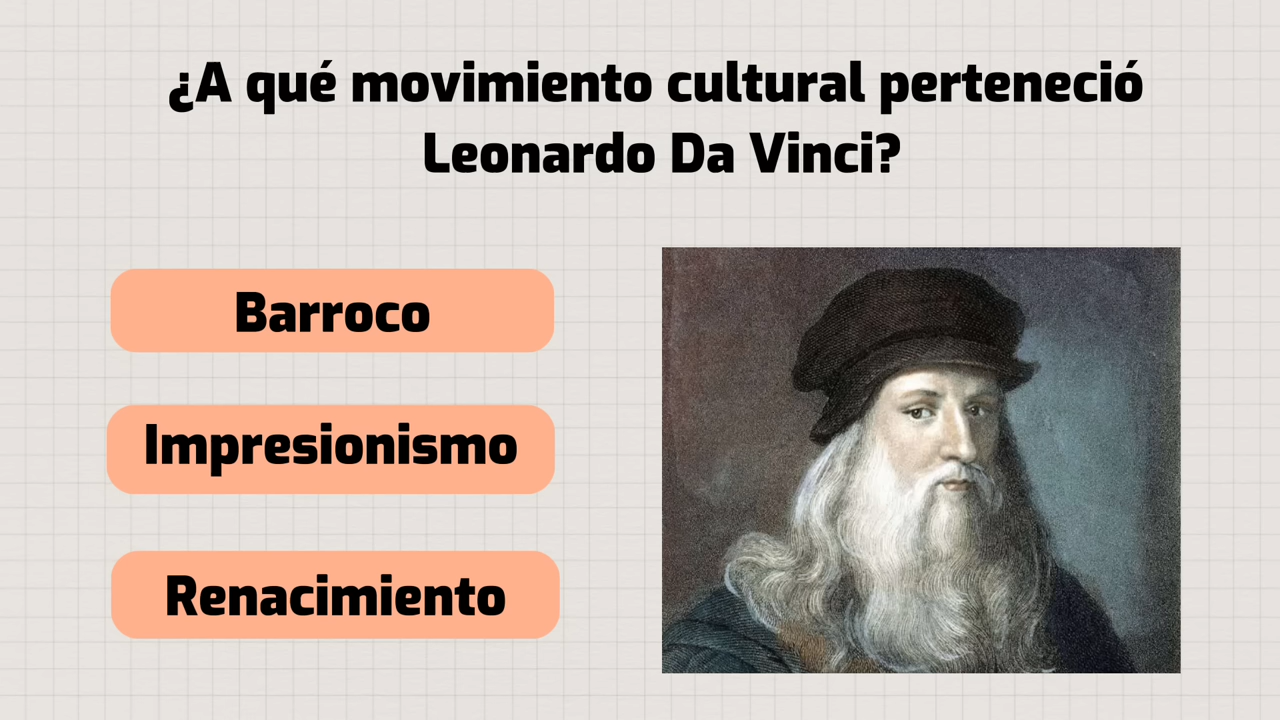 ¿A qué movimiento cultural perteneció
Leonardo Da Vinci?
Barroco
Impresionismo
Renacimiento